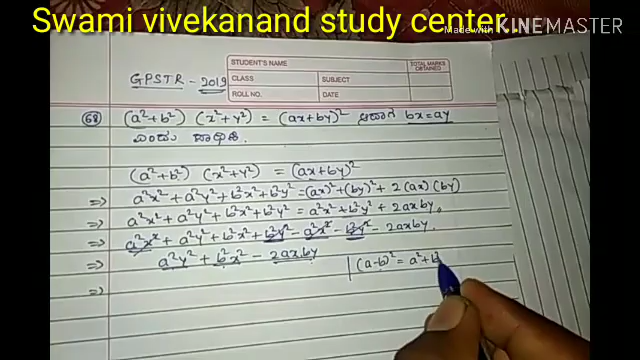 Swami vivekanand study center...
Made with KINEMASTER
STUDENT'S NAME
TOTAL MARKS OBTAINED
CLASS SUBJECT
ROLL NO. DATE
GPSTR - 2019
68 (a²+b²) (x²+y²) = (ax+by)² ಆದಾಗ bx=ay
ಎಂದು ಸಾಧಿಸಿ.
(a²+b²) (x²+y²) = (ax+by)²
⇒ a²x² + a²y² + b²x² + b²y² = (ax)² + (by)² + 2(ax)(by)
⇒ a²x² + a²y² + b²x² + b²y² = a²x² + b²y² + 2axby.
⇒ a²x² + a²y² + b²x² + b²y² - a²x² - b²y² - 2axby.
⇒ a²y² + b²x² - 2axby
(a-b)² = a²+b²
⇒